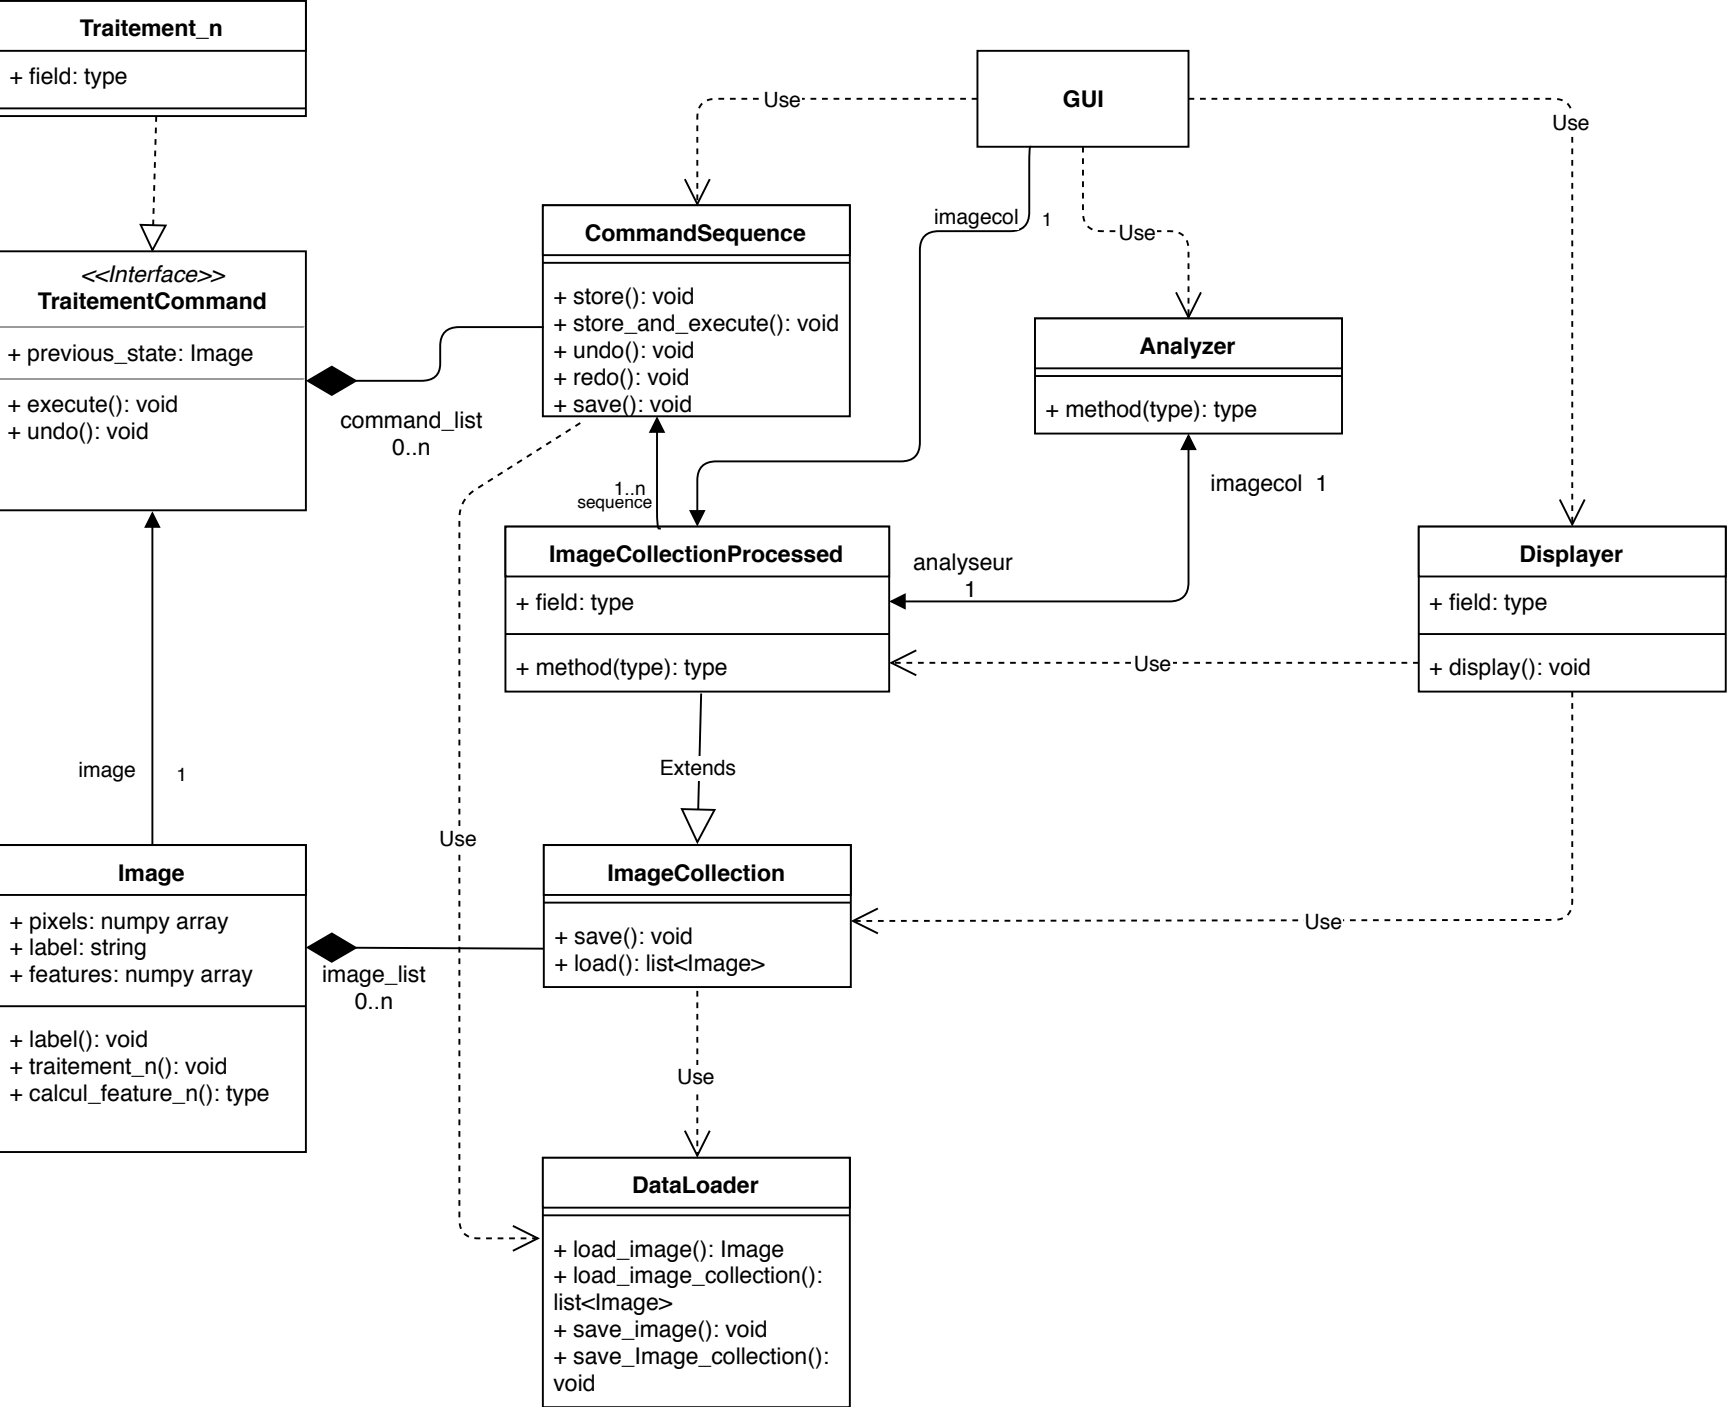 Traitement_n
+ field: type
GUI
Use
Use
imagecol 1
Use
CommandSequence
+ store(): void
+ store_and_execute(): void
+ undo(): void
+ redo(): void
+ save(): void
<<Interface>>
TraitementCommand
+ previous_state: Image
+ execute(): void
+ undo(): void
command_list
0..n
Analyzer
+ method(type): type
imagecol 1
1..n
sequence
ImageCollectionProcessed
+ field: type
+ method(type): type
analyseur
1
Displayer
+ field: type
+ display(): void
Use
Extends
image 1
Use
Image
+ pixels: numpy array
+ label: string
+ features: numpy array
+ label(): void
+ traitement_n(): void
+ calcul_feature_n(): type
image_list
0..n
ImageCollection
+ save(): void
+ load(): list<Image>
Use
Use
DataLoader
+ load_image(): Image
+ load_image_collection():
list<Image>
+ save_image(): void
+ save_Image_collection():
void